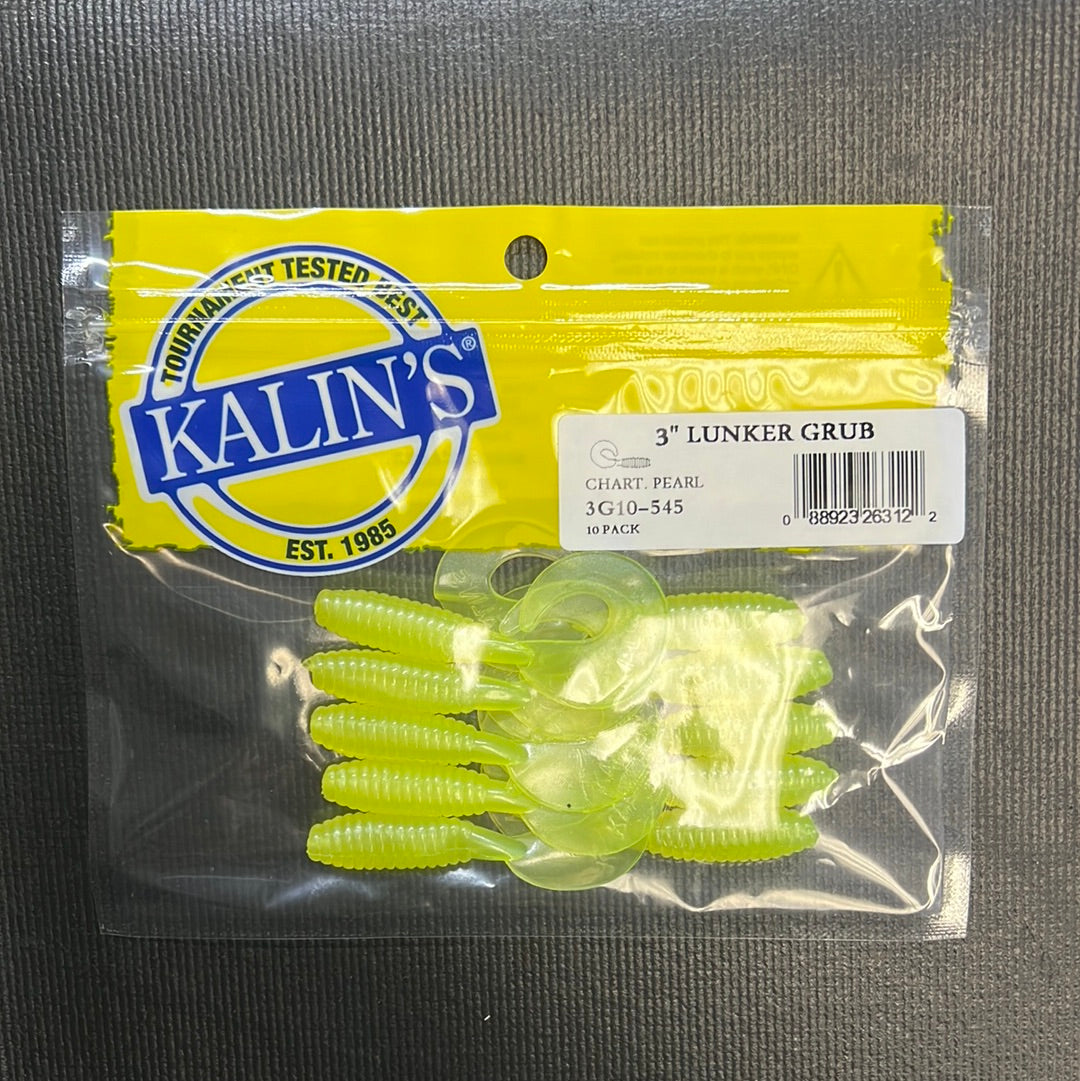 TOURNAMENT TESTED BEST
KALIN'S®
EST. 1985
3" LUNKER GRUB
CHART. PEARL
3G10-545
10 PACK
0 88923 26312 2